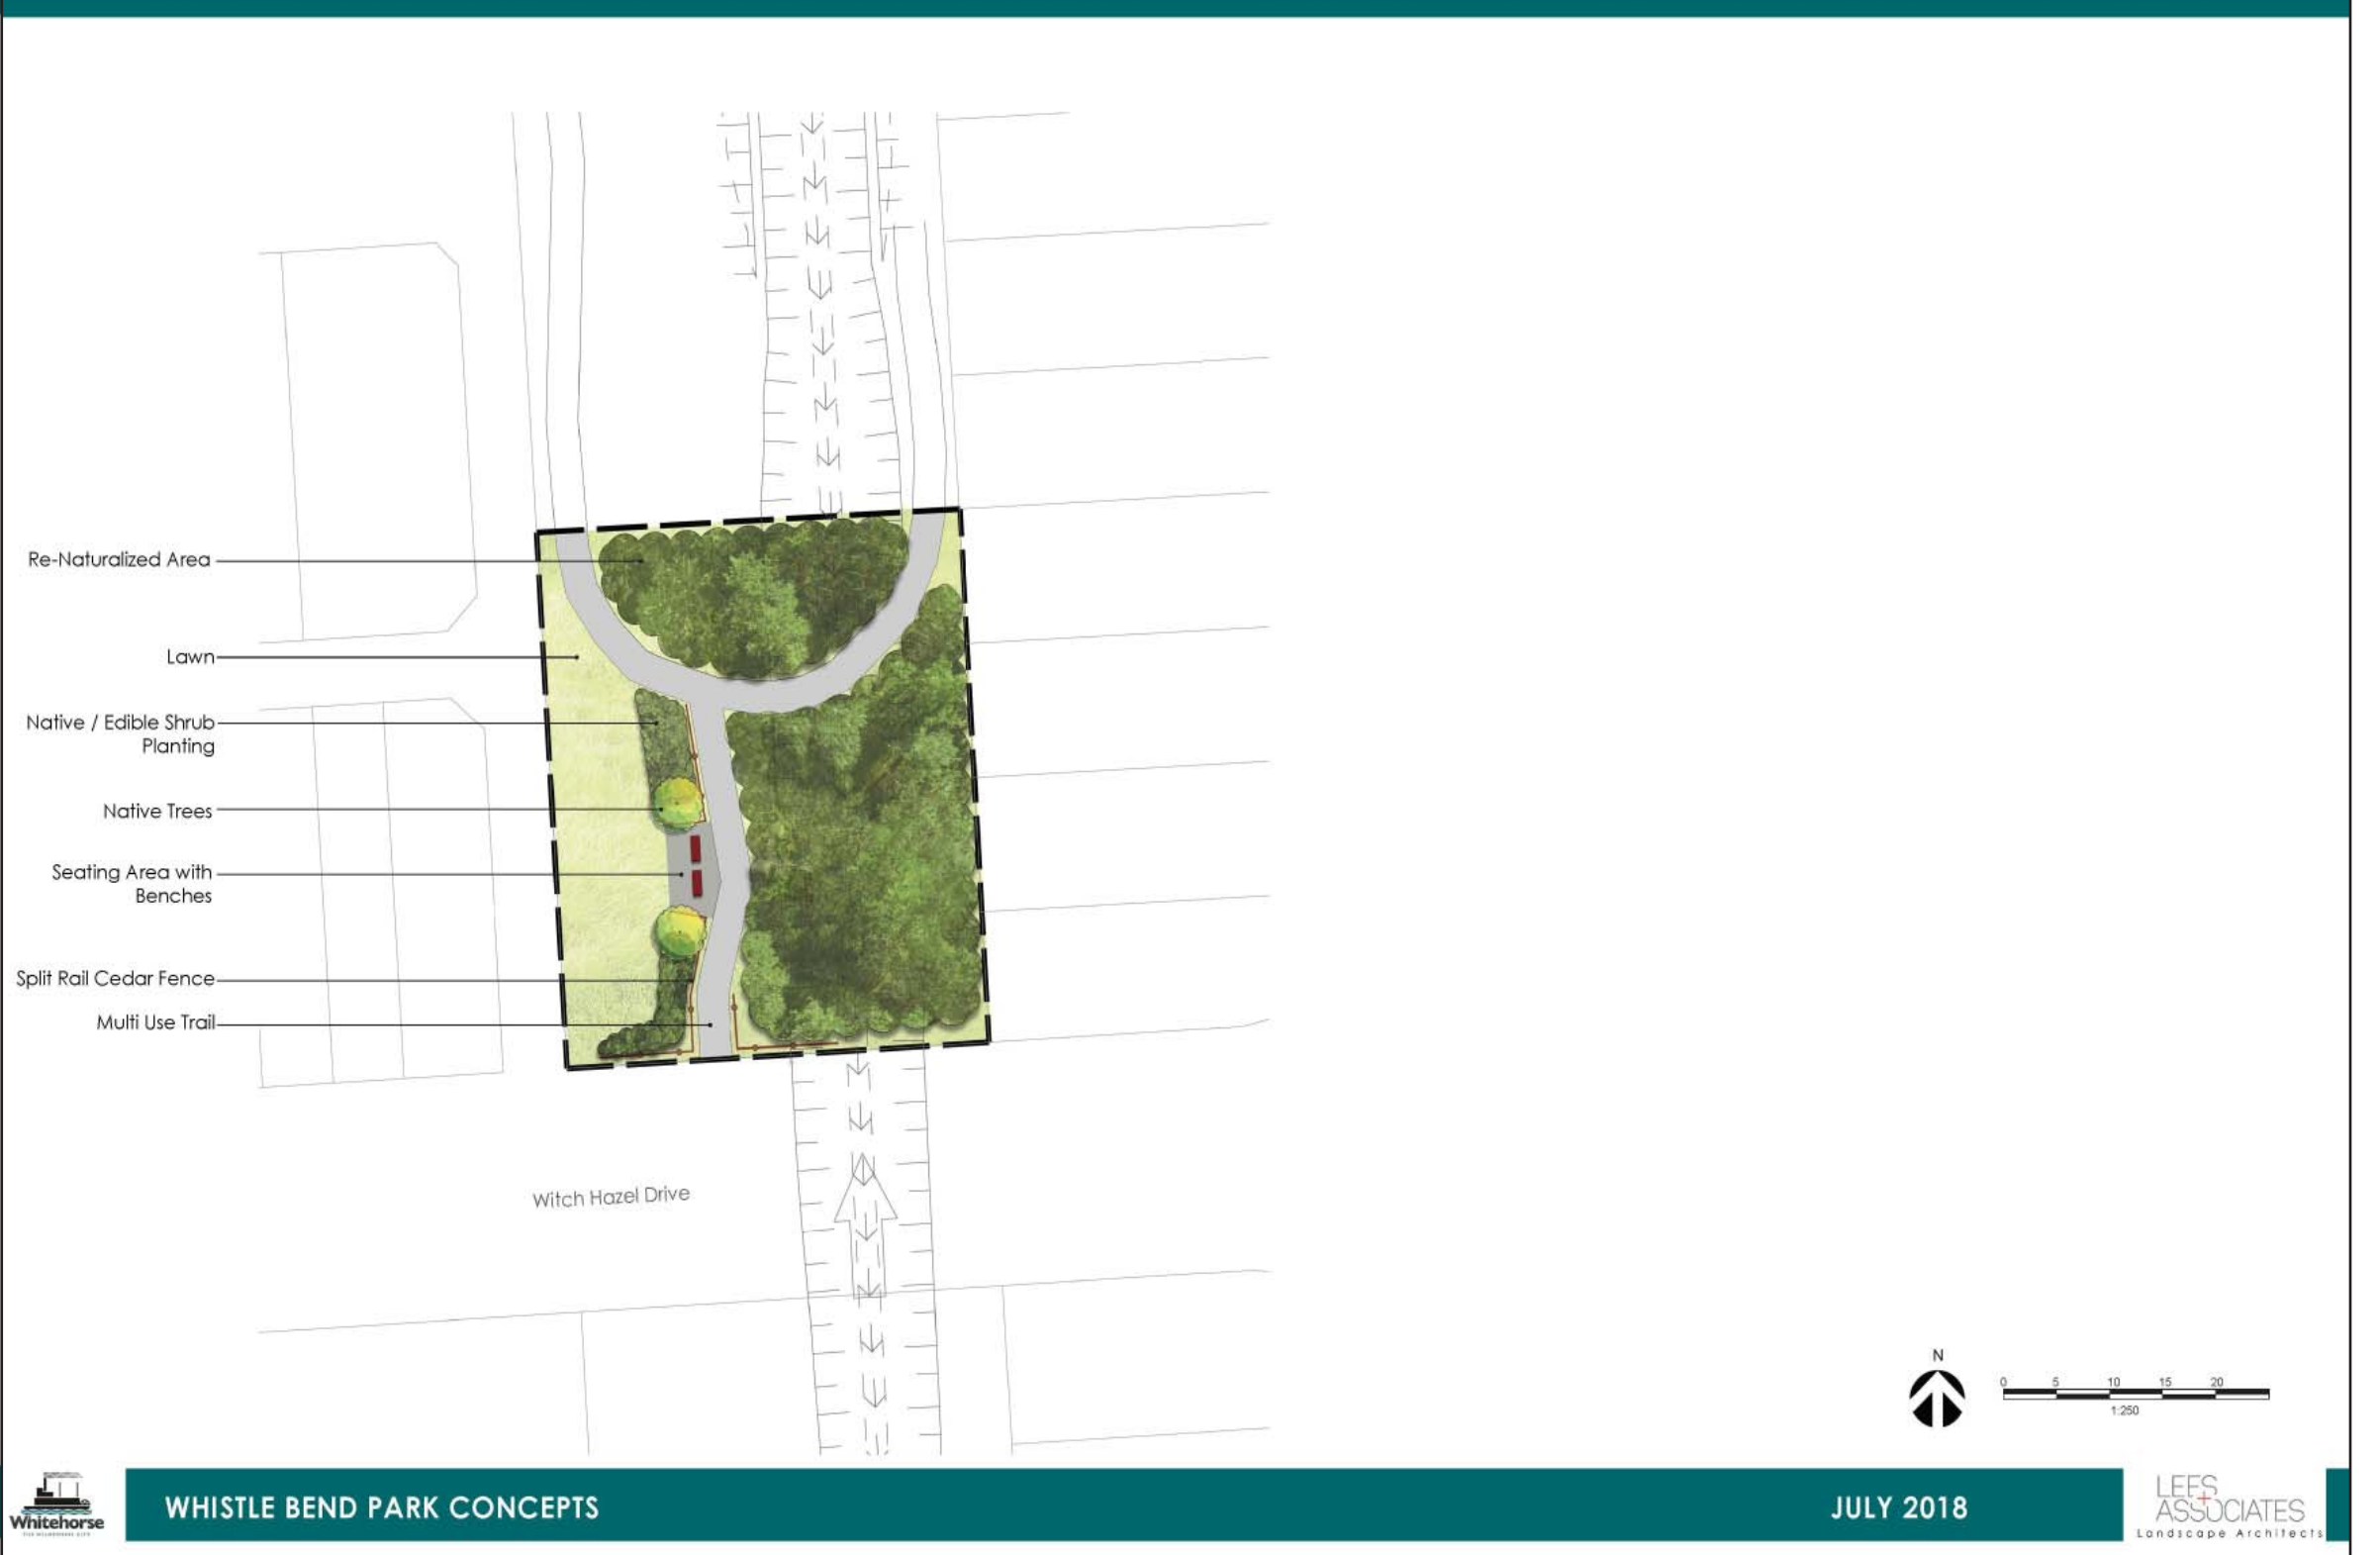 Re-Naturalized Area
Lawn
Native / Edible Shrub
Planting
Native Trees
Seating Area with
Benches
Split Rail Cedar Fence
Multi Use Trail
Witch Hazel Drive
N
0 5 10 15 20
1:250
Whitehorse
WHISTLE BEND PARK CONCEPTS
JULY 2018
LEES
+
ASSOCIATES
Landscape Architects